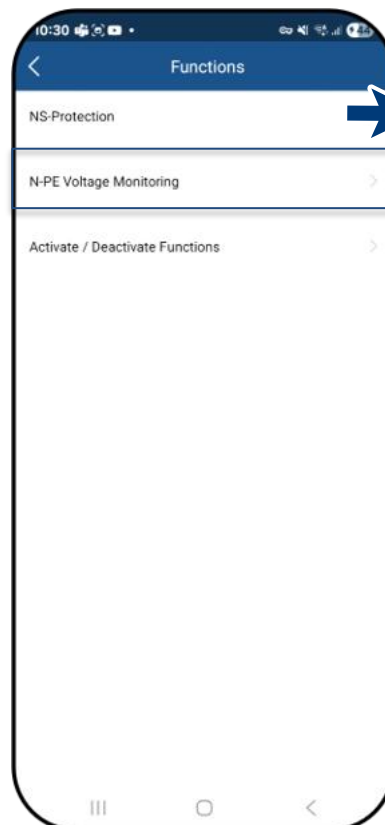 10:30
Functions
NS-Protection
N-PE Voltage Monitoring
Activate / Deactivate Functions